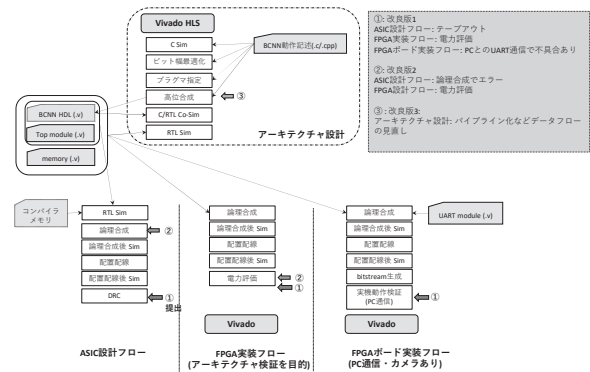 Vivado HLS
C Sim
ビット幅最適化
プラグマ指定
高位合成
C/RTL Co-Sim
RTL Sim
③
BCNN動作記述(.c/.cpp)
アーキテクチャ設計
①: 改良版1
ASIC設計フロー: テープアウト
FPGA実装フロー: 電力評価
FPGAボード実装フロー: PCとのUART通信で不具合あり
②: 改良版2
ASIC設計フロー: 論理合成でエラー
FPGA設計フロー: 電力評価
③ : 改良版3:
アーキテクチャ設計: パイプライン化などデータフロー
の見直し
BCNN HDL (.v)
Top module (.v)
memory (.v)
コンパイラ
メモリ
RTL Sim
論理合成
②
論理合成後 Sim
配置配線
配置配線後 Sim
DRC
①
提出
ASIC設計フロー
論理合成
論理合成後 Sim
配置配線
配置配線後 Sim
電力評価
②
①
Vivado
FPGA実装フロー
(アーキテクチャ検証を目的)
論理合成
論理合成後 Sim
配置配線
配置配線後 Sim
bitstream生成
実機動作検証
(PC通信)
①
UART module (.v)
Vivado
FPGAボード実装フロー
(PC通信・カメラあり)